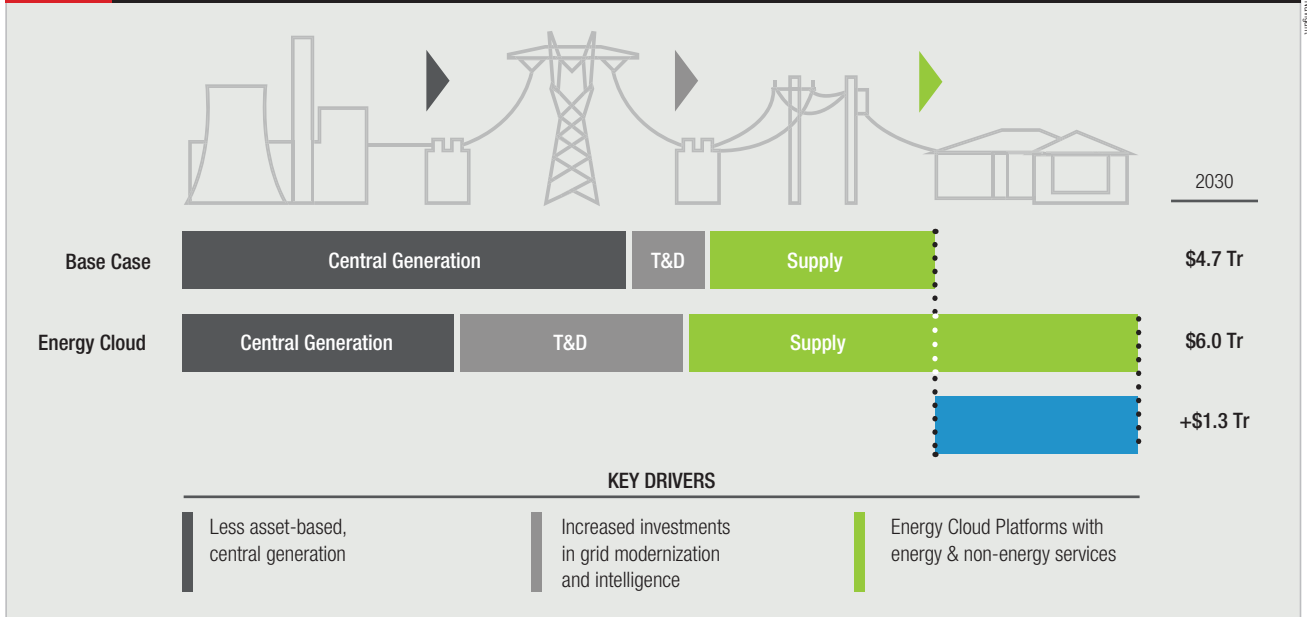 Navigant
2030
Base Case
Central Generation
T&D
Supply
$4.7 Tr
Energy Cloud
Central Generation
T&D
Supply
$6.0 Tr
+$1.3 Tr
KEY DRIVERS
Less asset-based,
central generation
Increased investments
in grid modernization
and intelligence
Energy Cloud Platforms with
energy & non-energy services